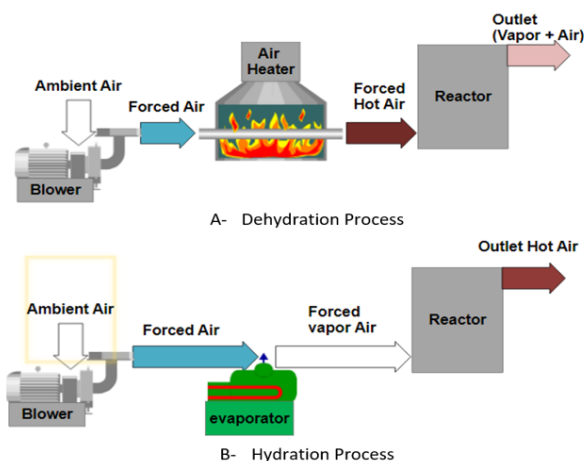 Outlet
(Vapor + Air)
Air
Heater
Ambient Air
Forced Air
Forced
Hot Air
Reactor
Blower
A- Dehydration Process
Outlet Hot Air
Ambient Air
Forced Air
Forced
vapor Air
Reactor
Blower
evaporator
B- Hydration Process